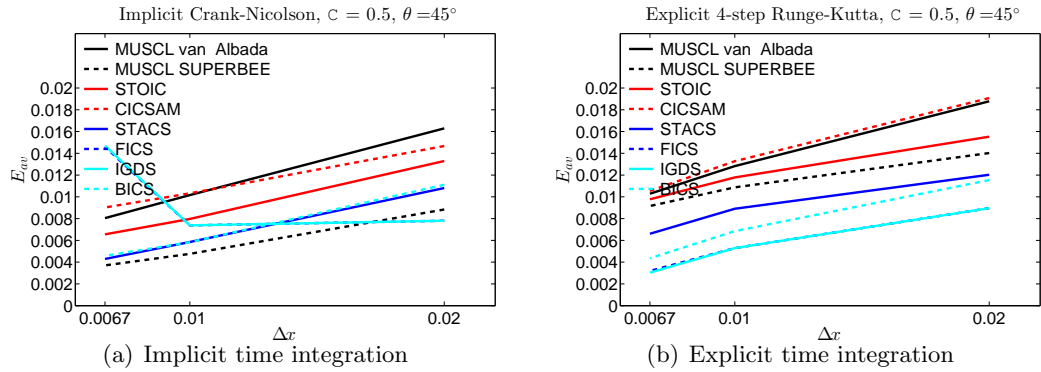 Implicit Crank-Nicolson, C = 0.5, θ =45°
MUSCL van Albada
MUSCL SUPERBEE
STOIC
CICSAM
STACS
FICS
IGDS
BICS
0.02
0.018
0.016
0.014
0.012
0.01
0.008
0.006
0.004
0.002
0
E_av
0.0067
0.01
0.02
Δx
(a) Implicit time integration
Explicit 4-step Runge-Kutta, C = 0.5, θ =45°
MUSCL van Albada
MUSCL SUPERBEE
STOIC
CICSAM
STACS
FICS
IGDS
BICS
0.02
0.018
0.016
0.014
0.012
0.01
0.008
0.006
0.004
0.002
0
E_av
0.0067
0.01
0.02
Δx
(b) Explicit time integration